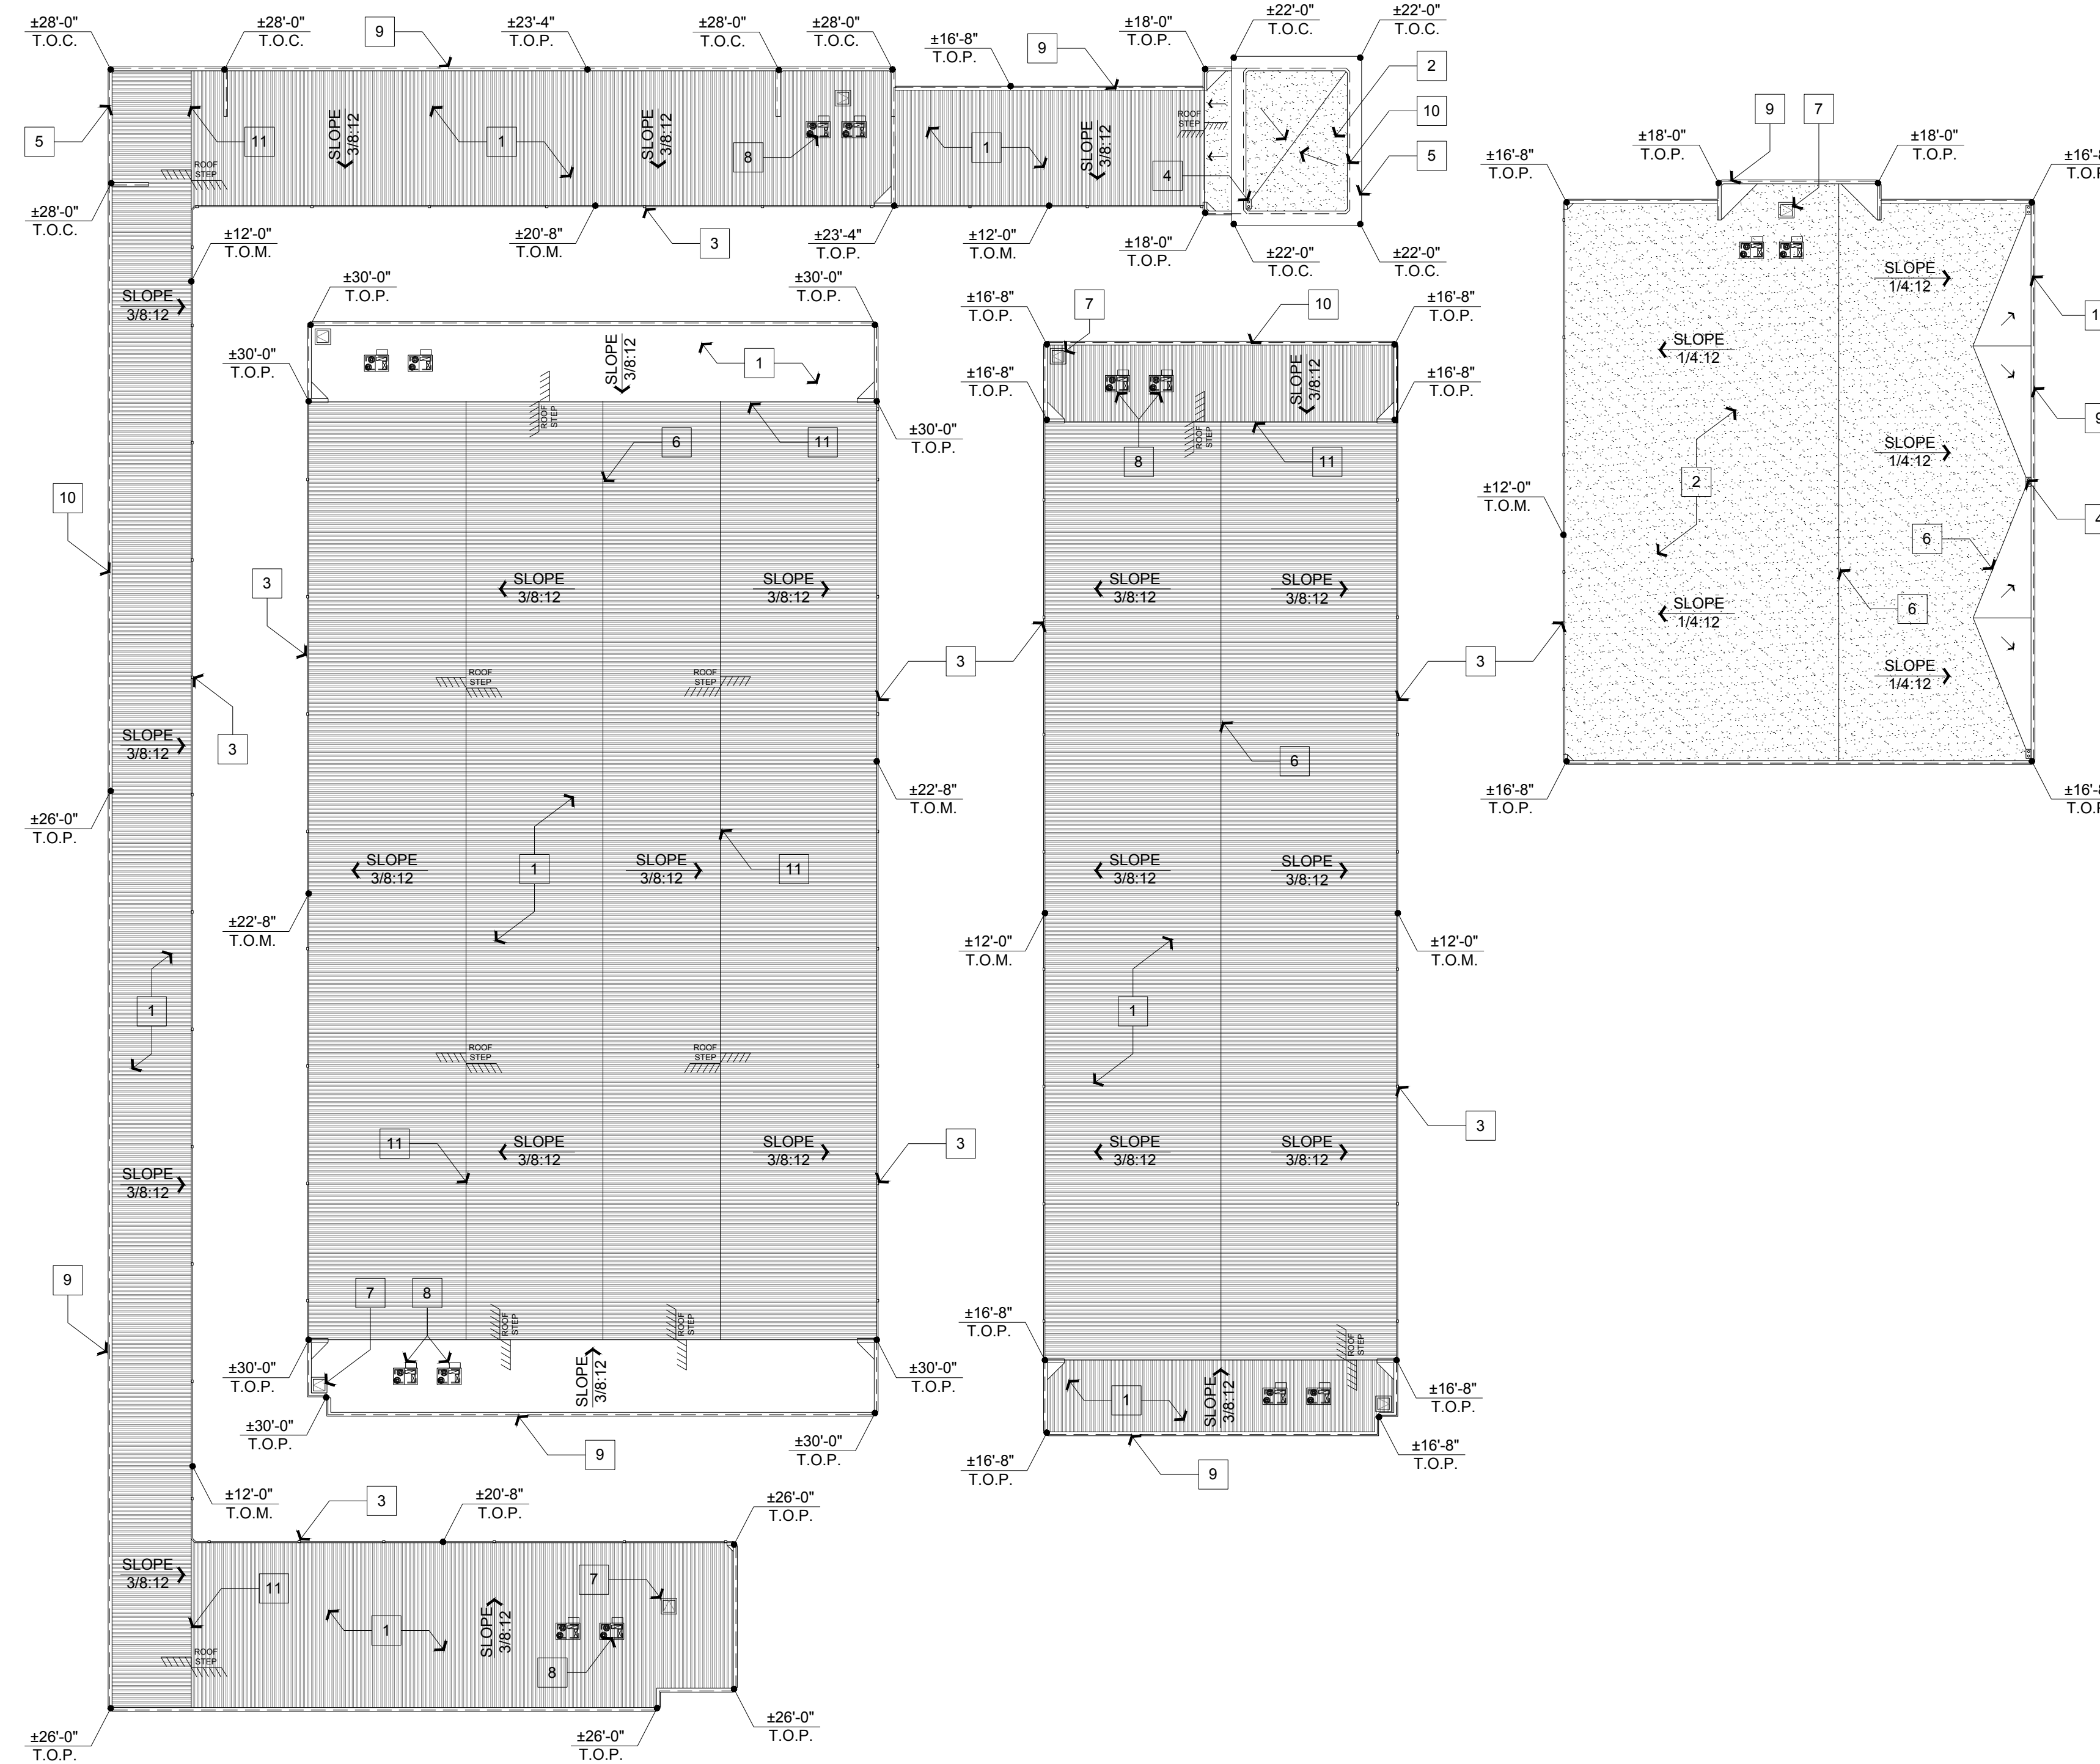 ±28'-0"
T.O.C.
±28'-0"
T.O.C.
9
±23'-4"
T.O.P.
±28'-0"
T.O.C.
±28'-0"
T.O.C.
±16'-8"
T.O.P.
9
±18'-0"
T.O.P.
±22'-0"
T.O.C.
±22'-0"
T.O.C.
2
10
5
5
11
SLOPE
3/8:12
1
SLOPE
3/8:12
8
1
SLOPE
3/8:12
ROOF
STEP
4
ROOF
STEP
±28'-0"
T.O.C.
±12'-0"
T.O.M.
±20'-8"
T.O.M.
3
±23'-4"
T.O.P.
±12'-0"
T.O.M.
±18'-0"
T.O.P.
±22'-0"
T.O.C.
±22'-0"
T.O.C.
9
7
±18'-0"
T.O.P.
±18'-0"
T.O.P.
±16'-8"
T.O.P.
±16'-8
T.O.P
SLOPE
1/4:12
SLOPE
1/4:12
1
9
SLOPE
1/4:12
2
±12'-0"
T.O.M.
4
6
6
SLOPE
1/4:12
SLOPE
1/4:12
±16'-8"
T.O.P.
±16'-8
T.O.P
SLOPE
3/8:12
±30'-0"
T.O.P.
±30'-0"
T.O.P.
±30'-0"
T.O.P.
SLOPE
3/8:12
1
ROOF
STEP
6
11
±30'-0"
T.O.P.
10
3
SLOPE
3/8:12
SLOPE
3/8:12
3
ROOF
STEP
ROOF
STEP
SLOPE
3/8:12
3
±26'-0"
T.O.P.
±22'-8"
T.O.M.
SLOPE
3/8:12
1
SLOPE
3/8:12
11
±22'-8"
T.O.M.
1
ROOF
STEP
ROOF
STEP
11
SLOPE
3/8:12
SLOPE
3/8:12
3
SLOPE
3/8:12
9
7
8
ROOF
STEP
ROOF
STEP
±30'-0"
T.O.P.
SLOPE
3/8:12
±30'-0"
T.O.P.
±30'-0"
T.O.P.
9
±30'-0"
T.O.P.
±16'-8"
T.O.P.
7
10
±16'-8"
T.O.P.
±16'-8"
T.O.P.
SLOPE
3/8:12
±16'-8"
T.O.P.
8
ROOF
STEP
11
SLOPE
3/8:12
SLOPE
3/8:12
3
6
SLOPE
3/8:12
SLOPE
3/8:12
±12'-0"
T.O.M.
±12'-0"
T.O.M.
1
SLOPE
3/8:12
SLOPE
3/8:12
3
±16'-8"
T.O.P.
ROOF
STEP
1
SLOPE
3/8:12
±16'-8"
T.O.P.
±16'-8"
T.O.P.
9
±16'-8"
T.O.P.
±12'-0"
T.O.M.
3
±20'-8"
T.O.P.
±26'-0"
T.O.P.
SLOPE
3/8:12
11
1
SLOPE
3/8:12
7
8
ROOF
STEP
±26'-0"
T.O.P.
±26'-0"
T.O.P.
±26'-0"
T.O.P.